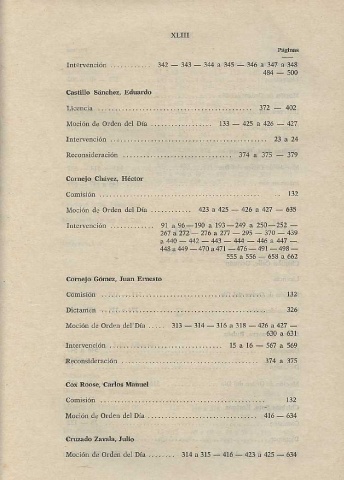 XLIII
Páginas
Intervención ............ 342 — 343 — 344 a 345 — 346 a 347 a 348
484 — 500
Castillo Sánchez, Eduardo
Licencia ............ 372 — 402
Moción de Orden del Día ............ 133 — 425 a 426 — 427
Intervención ............ 23 a 24
Reconsideración ............ 374 a 375 — 379
Cornejo Chávez, Héctor
Comisión ............ 132
Moción de Orden del Día ............ 423 a 425 — 426 a 427 — 635
Intervención ............ 91 a 96 — 190 a 193 — 249 a 250 — 252 —
267 a 272 — 276 a 277 — 295 — 370 — 439
a 440 — 442 — 443 — 444 — 446 a 447 —
448 a 449 — 470 a 471 — 476 — 491 — 498 —
555 a 556 — 658 a 662
Cornejo Gómez, Juan Ernesto
Comisión ............ 132
Dictamen ............ 326
Moción de Orden del Día ...... 313 — 314 — 316 a 318 — 426 a 427 —
630 a 631
Intervención ............ 15 a 16 — 567 a 569
Reconsideración ............ 374 a 375
Cox Roose, Carlos Manuel
Comisión ............ 132
Moción de Orden del Día ............ 416 — 634
Cruzado Zavala, Julio
Moción de Orden del Día ........ 314 a 315 — 416 — 423 a 425 — 634